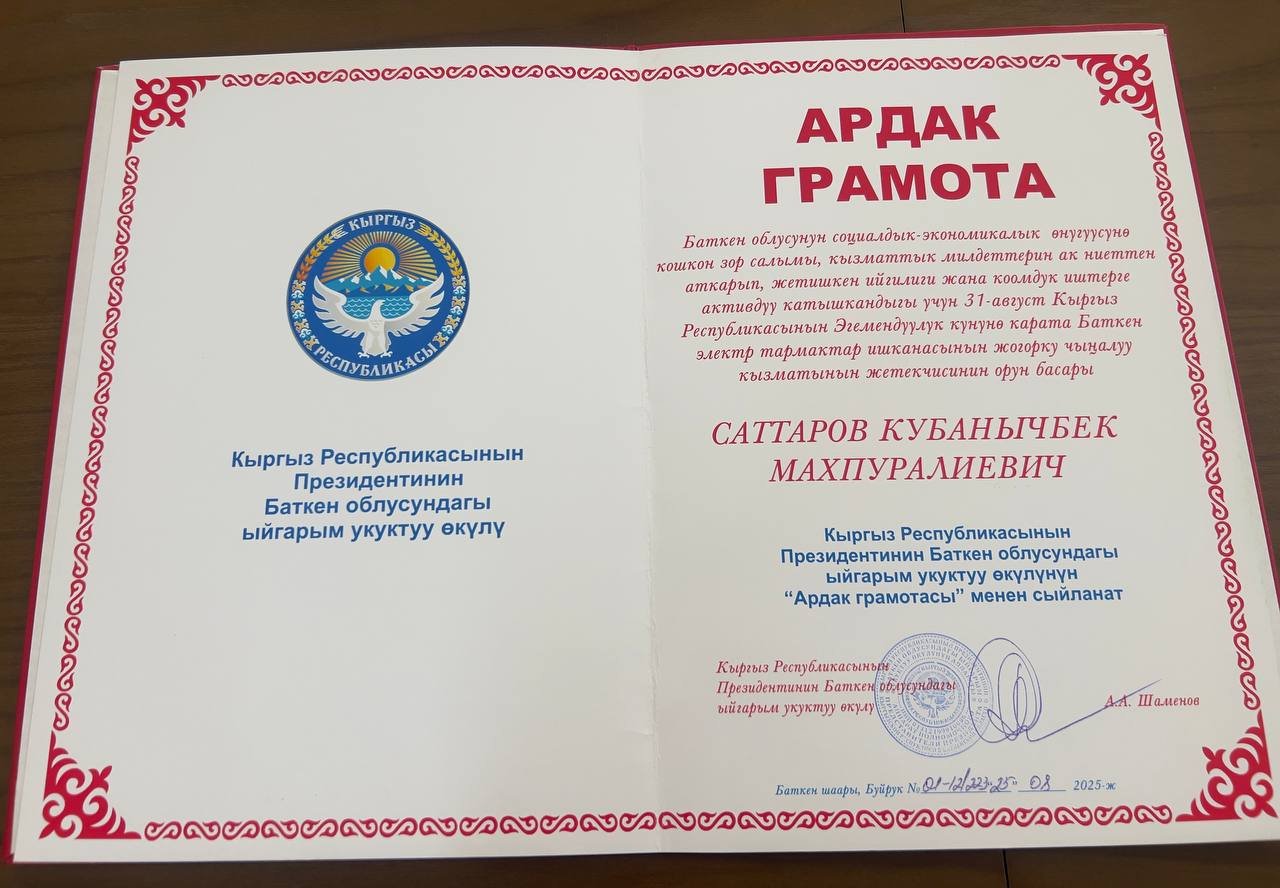 КЫРГЫЗ
РЕСПУБЛИКАСЫ
Кыргыз Республикасынын
Президентинин
Баткен облусундагы
ыйгарым укуктуу өкүлү
АРДАК
ГРАМОТА
Баткен облусунун социалдык-экономикалык өнүгүүсүнө
кошкон зор салымы, кызматтык милдеттерин ак ниеттен
аткарып, жетишкен ийгилиги жана коомдук иштерге
активдүү катышкандыгы үчүн 31-август Кыргыз
Республикасынын Эгемендүүлүк күнүнө карата Баткен
электр тармактар ишканасынын жогорку чыңалуу
кызматынын жетекчисинин орун басары
САТТАРОВ КУБАНЫЧБЕК
МАХПУРАЛИЕВИЧ
Кыргыз Республикасынын
Президентинин Баткен облусундагы
ыйгарым укуктуу өкүлүнүн
“Ардак грамотасы” менен сыйланат
Кыргыз Республикасынын
Президентинин Баткен облусундагы
ыйгарым укуктуу өкүлү
А.А. Шаменов
Баткен шаары, Буйрук № 01-12/223 "25" 08 2025-ж